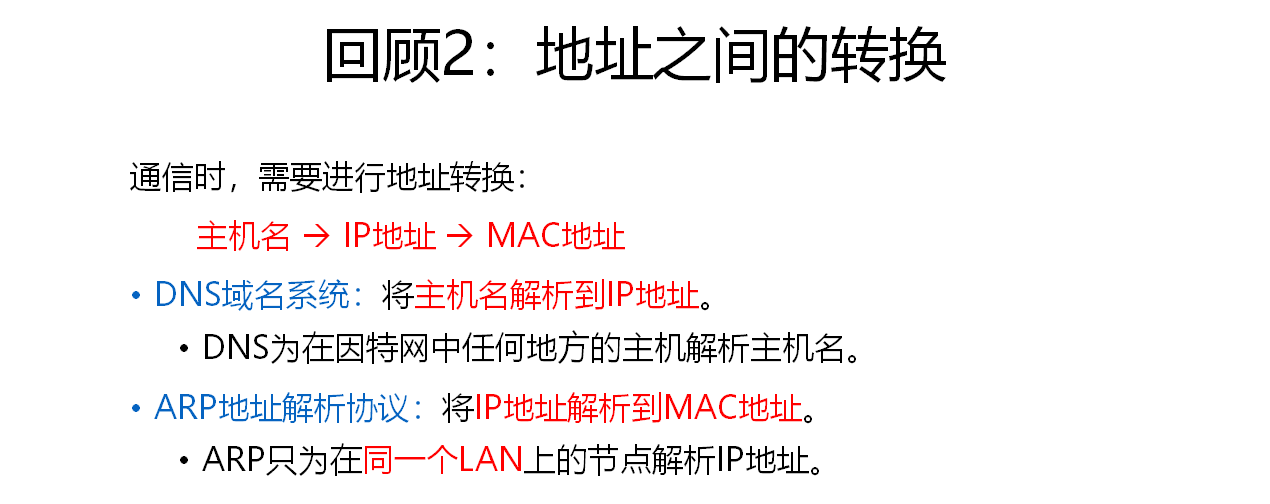 回顾2：地址之间的转换
通信时，需要进行地址转换：
主机名 → IP地址 → MAC地址
• DNS域名系统：将主机名解析到IP地址。
• DNS为在因特网中任何地方的主机解析主机名。
• ARP地址解析协议：将IP地址解析到MAC地址。
• ARP只为在同一个LAN上的节点解析IP地址。